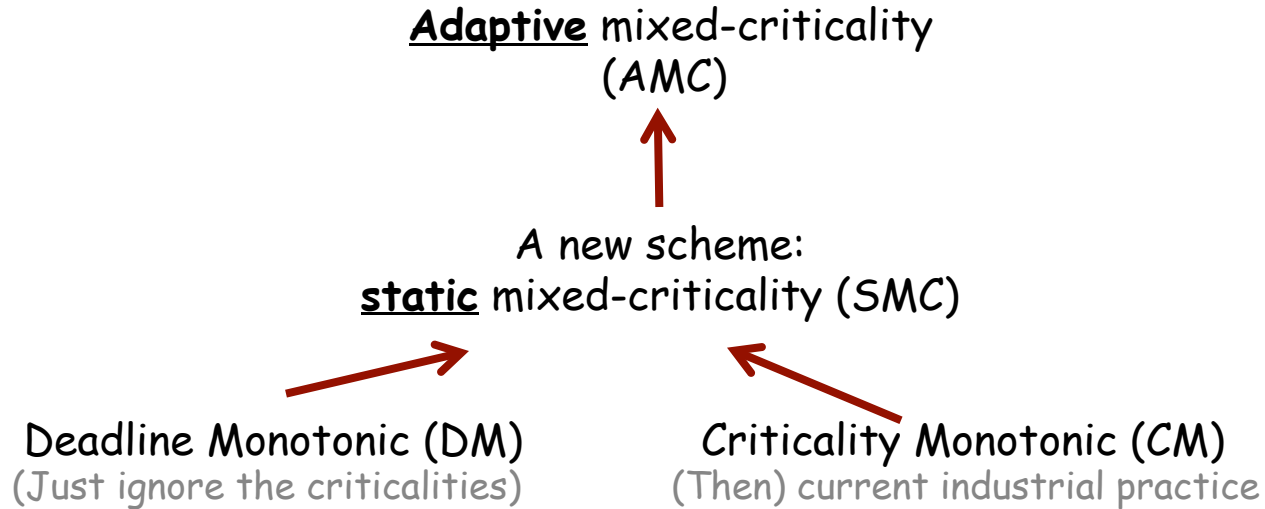 Adaptive mixed-criticality
(AMC)
A new scheme:
static mixed-criticality (SMC)
Deadline Monotonic (DM)
(Just ignore the criticalities)
Criticality Monotonic (CM)
(Then) current industrial practice